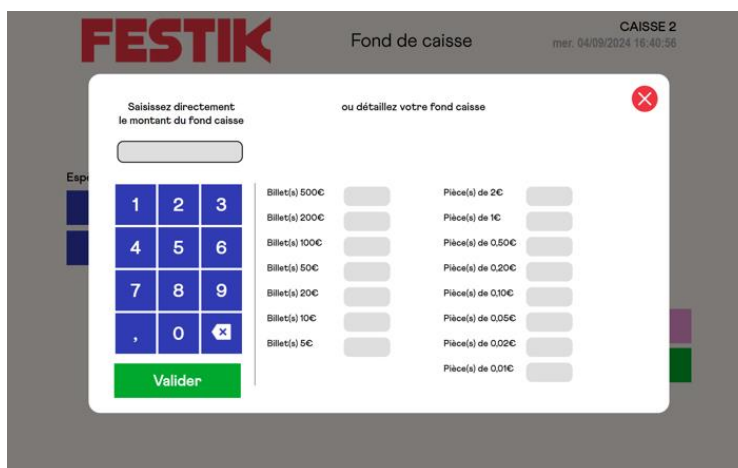 FESTIK
Fond de caisse
CAISSE 2
mer. 04/09/2024 16:40:56
Saisissez directement
le montant du fond caisse
ou détaillez votre fond caisse
Espè
1 2 3
4 5 6
7 8 9
, 0
Valider
Billet(s) 500€
Billet(s) 200€
Billet(s) 100€
Billet(s) 50€
Billet(s) 20€
Billet(s) 10€
Billet(s) 5€
Pièce(s) de 2€
Pièce(s) de 1€
Pièce(s) de 0,50€
Pièce(s) de 0,20€
Pièce(s) de 0,10€
Pièce(s) de 0,05€
Pièce(s) de 0,02€
Pièce(s) de 0,01€